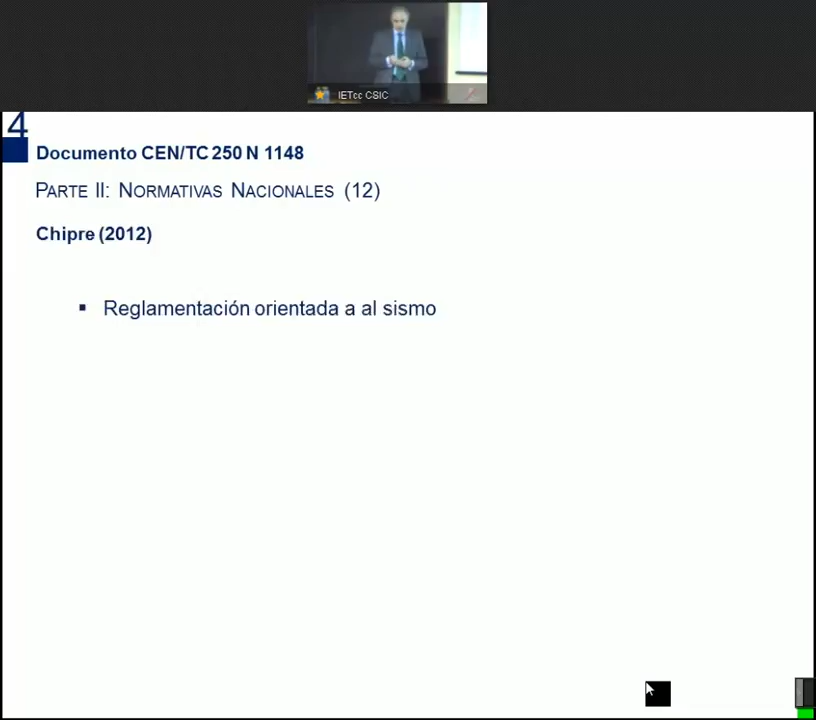 IETcc CSIC
4
Documento CEN/TC 250 N 1148
PARTE II: NORMATIVAS NACIONALES (12)
Chipre (2012)
▪ Reglamentación orientada a al sismo